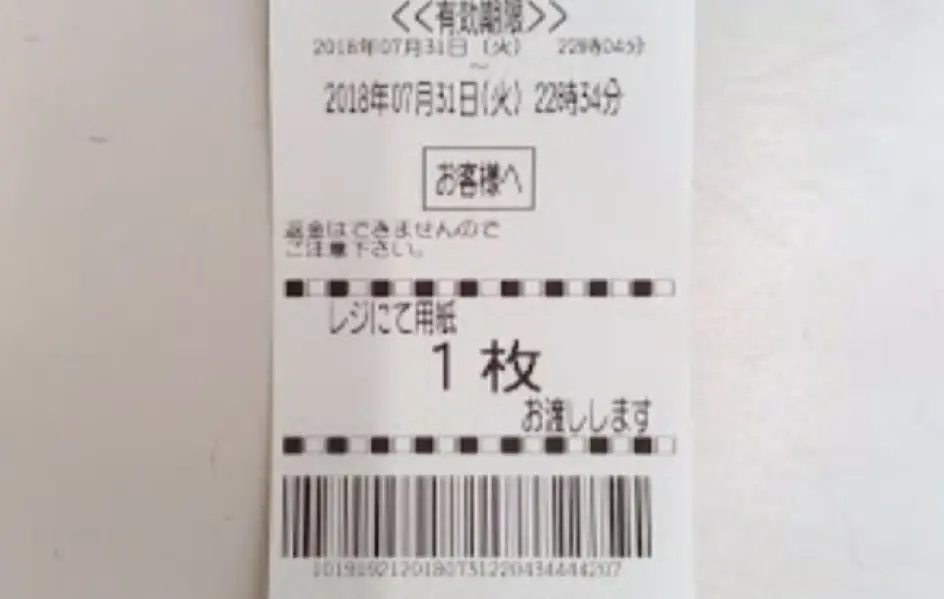 <<有効期限>>
2018年07月31日 (火) 22時04分
~
2018年07月31日(火) 22時34分
お客様へ
返金はできませんので
ご注意下さい。
レジにて用紙
1 枚
お渡しします
1019192120180731220434444207